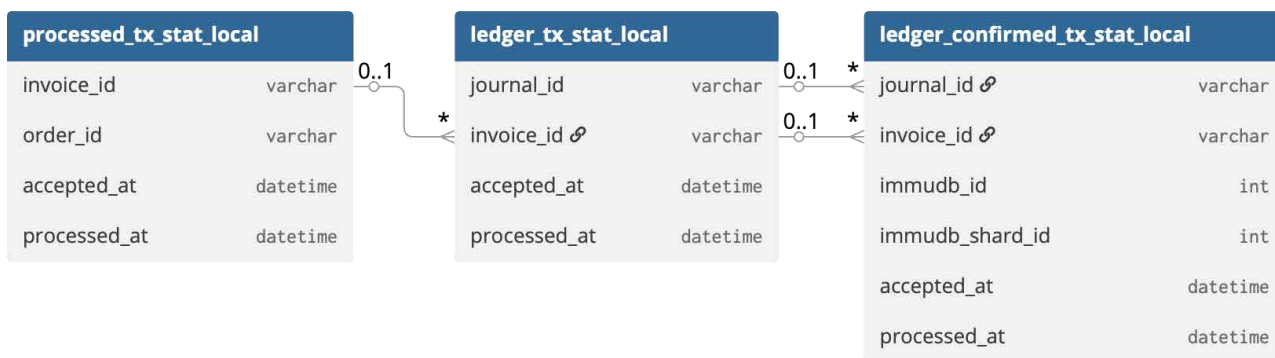 processed_tx_stat_local
invoice_id varchar
order_id varchar
accepted_at datetime
processed_at datetime
0..1
*
ledger_tx_stat_local
journal_id varchar
invoice_id varchar
accepted_at datetime
processed_at datetime
0..1 *
0..1 *
ledger_confirmed_tx_stat_local
journal_id varchar
invoice_id varchar
immudb_id int
immudb_shard_id int
accepted_at datetime
processed_at datetime